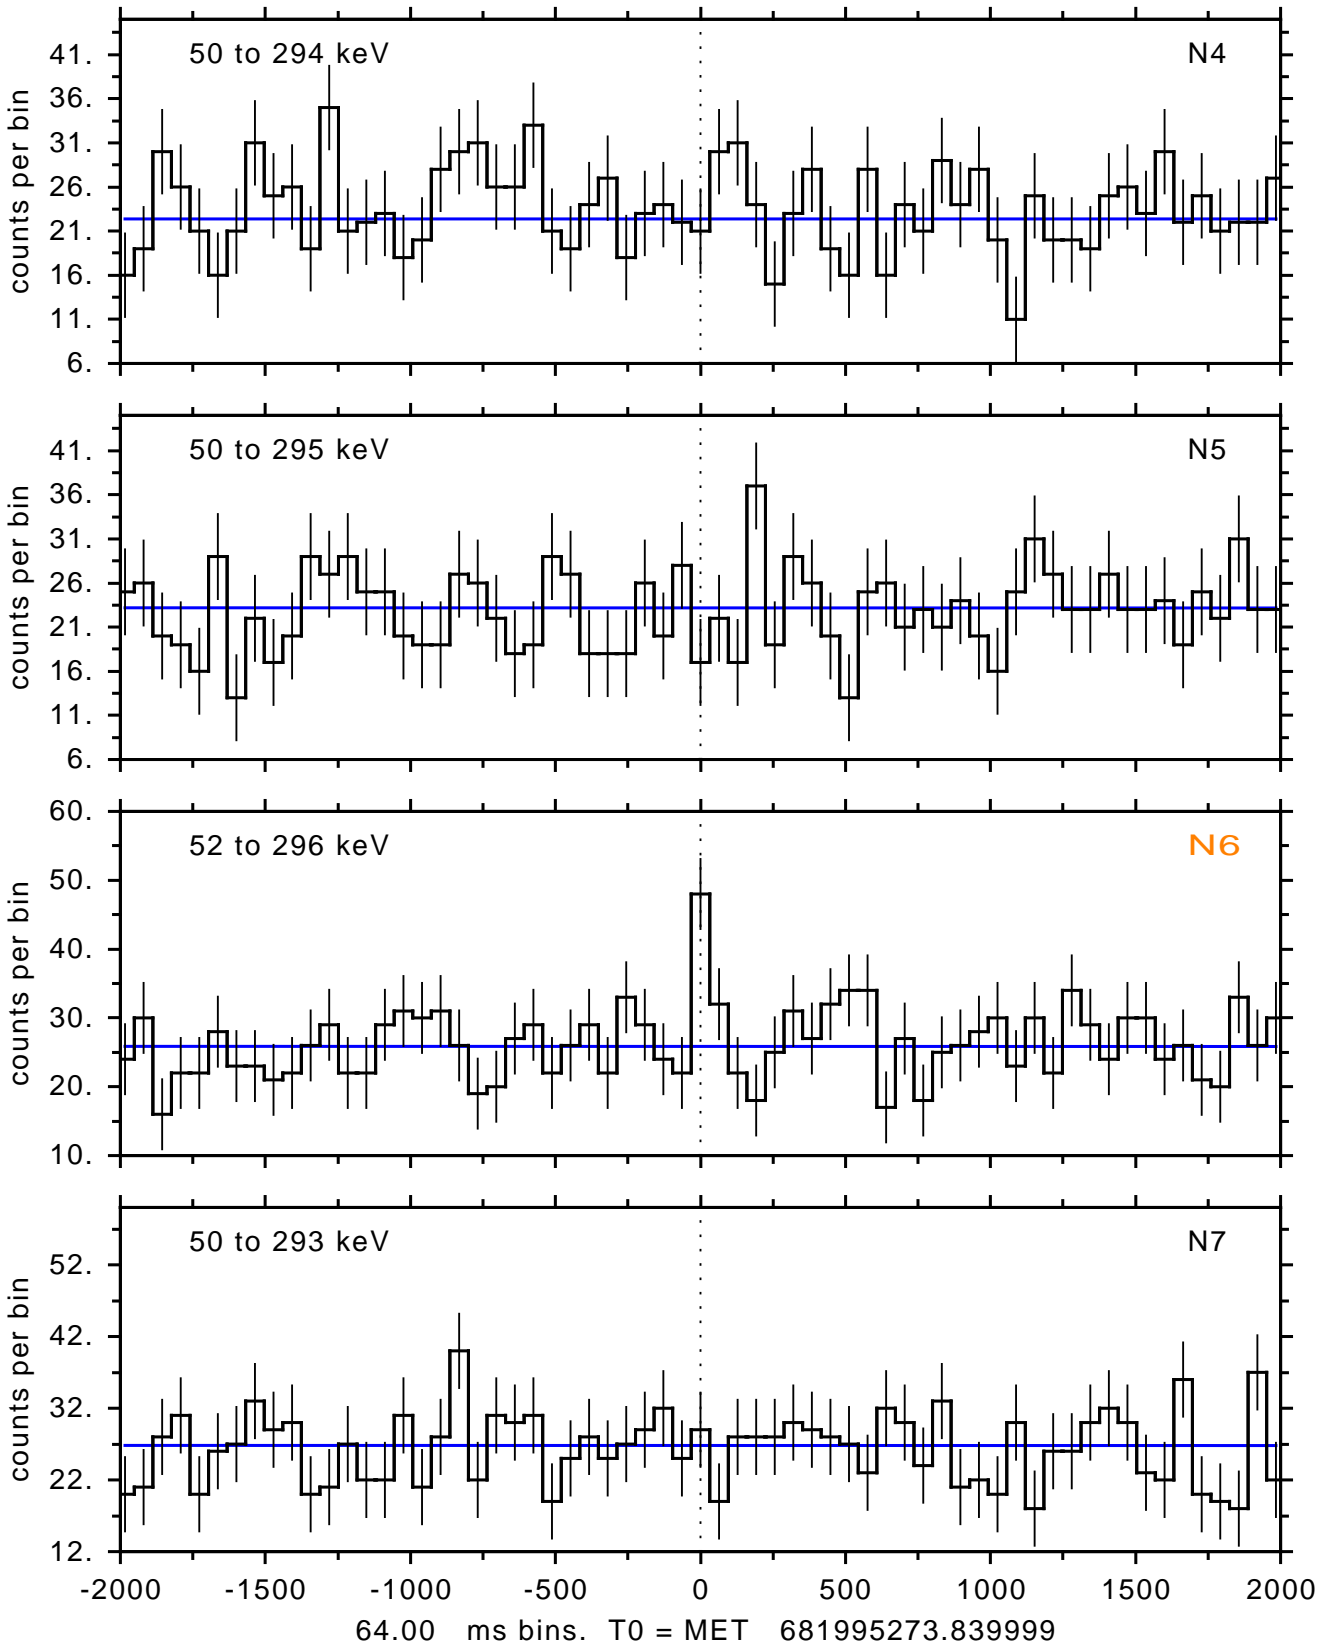 50 to 294 keV N4
counts per bin
41.
36.
31.
26.
21.
16.
11.
6.
50 to 295 keV N5
counts per bin
41.
36.
31.
26.
21.
16.
11.
6.
52 to 296 keV N6
counts per bin
60.
50.
40.
30.
20.
10.
50 to 293 keV N7
counts per bin
52.
42.
32.
22.
12.
-2000 -1500 -1000 -500 0 500 1000 1500 2000
64.00 ms bins. T0 = MET 681995273.839999